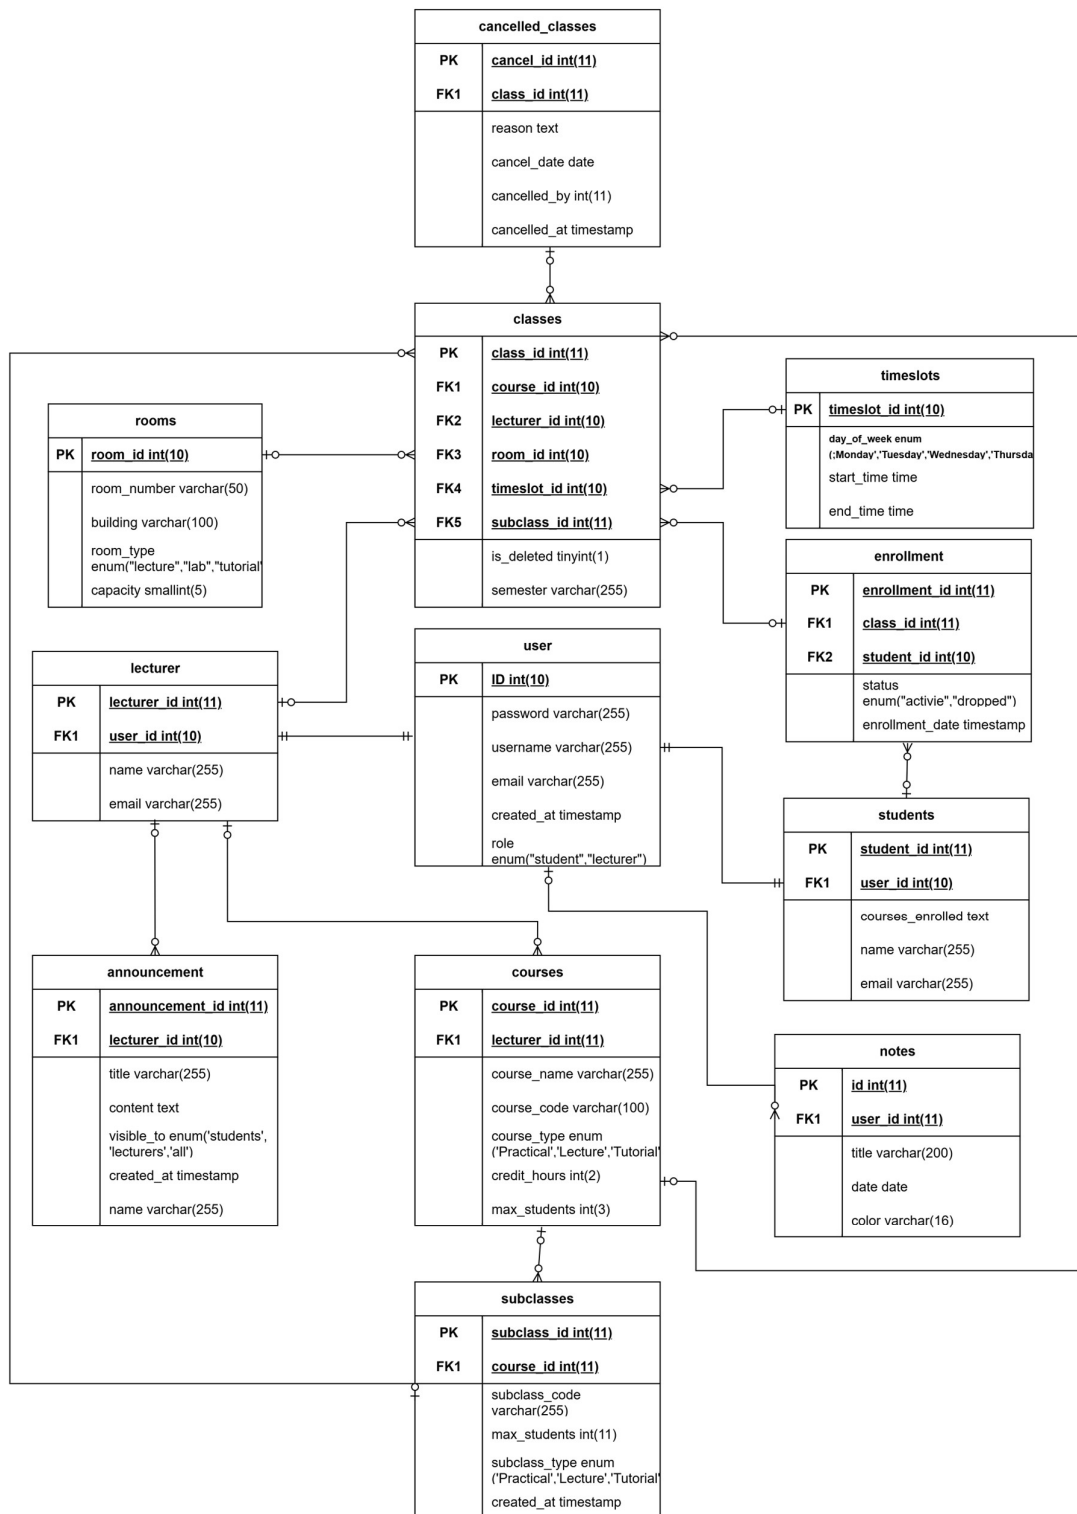 cancelled_classes
PK cancel_id int(11)
FK1 class_id int(11)
reason text
cancel_date date
cancelled_by int(11)
cancelled_at timestamp
classes
PK class_id int(11)
FK1 course_id int(10)
FK2 lecturer_id int(10)
FK3 room_id int(10)
FK4 timeslot_id int(10)
FK5 subclass_id int(11)
is_deleted tinyint(1)
semester varchar(255)
timeslots
PK timeslot_id int(10)
day_of_week enum
(;Monday','Tuesday','Wednesday','Thursda
start_time time
end_time time
rooms
PK room_id int(10)
room_number varchar(50)
building varchar(100)
room_type
enum("lecture","lab","tutorial'
capacity smallint(5)
enrollment
PK enrollment_id int(11)
FK1 class_id int(11)
FK2 student_id int(10)
status
enum("activie","dropped")
enrollment_date timestamp
user
PK ID int(10)
password varchar(255)
username varchar(255)
email varchar(255)
created_at timestamp
role
enum("student","lecturer")
lecturer
PK lecturer_id int(11)
FK1 user_id int(10)
name varchar(255)
email varchar(255)
students
PK student_id int(11)
FK1 user_id int(10)
courses_enrolled text
name varchar(255)
email varchar(255)
announcement
PK announcement_id int(11)
FK1 lecturer_id int(10)
title varchar(255)
content text
visible_to enum('students',
'lecturers','all')
created_at timestamp
name varchar(255)
courses
PK course_id int(11)
FK1 lecturer_id int(11)
course_name varchar(255)
course_code varchar(100)
course_type enum
('Practical','Lecture','Tutorial'
credit_hours int(2)
max_students int(3)
notes
PK id int(11)
FK1 user_id int(11)
title varchar(200)
date date
color varchar(16)
subclasses
PK subclass_id int(11)
FK1 course_id int(11)
subclass_code
varchar(255)
max_students int(11)
subclass_type enum
('Practical','Lecture','Tutorial'
created_at timestamp